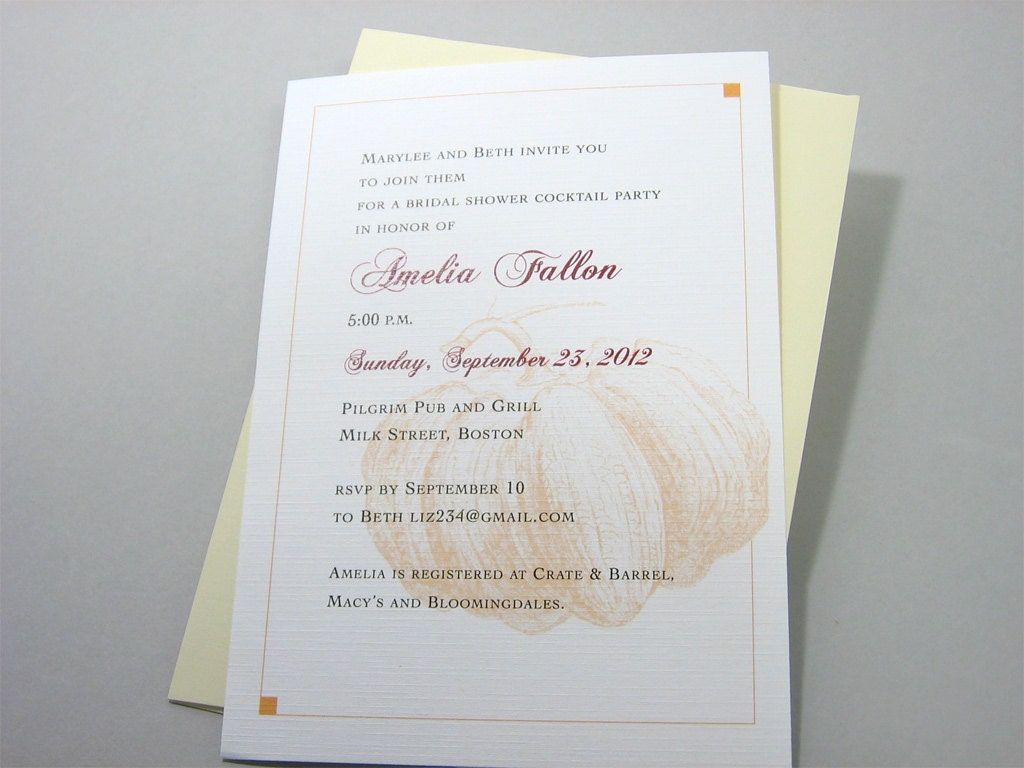 Marylee and Beth invite you
to join them
for a bridal shower cocktail party
in honor of
Amelia Fallon
5:00 p.m.
Sunday, September 23, 2012
Pilgrim Pub and Grill
Milk Street, Boston
rsvp by September 10
to Beth liz234@gmail.com
Amelia is registered at Crate & Barrel,
Macy's and Bloomingdales.